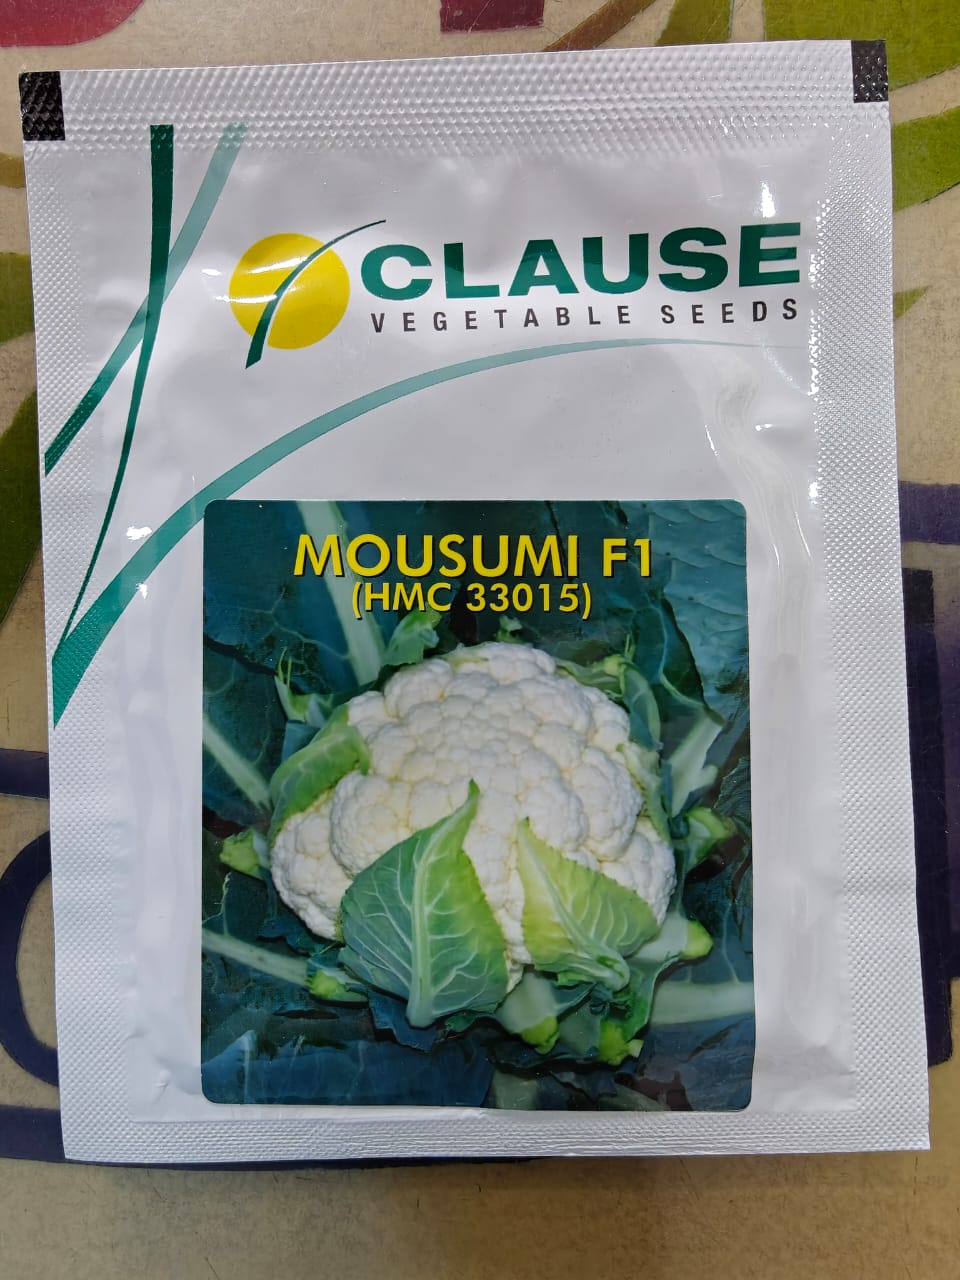 CLAUSE
VEGETABLE SEEDS
MOUSUMI F1
(HMC 33015)